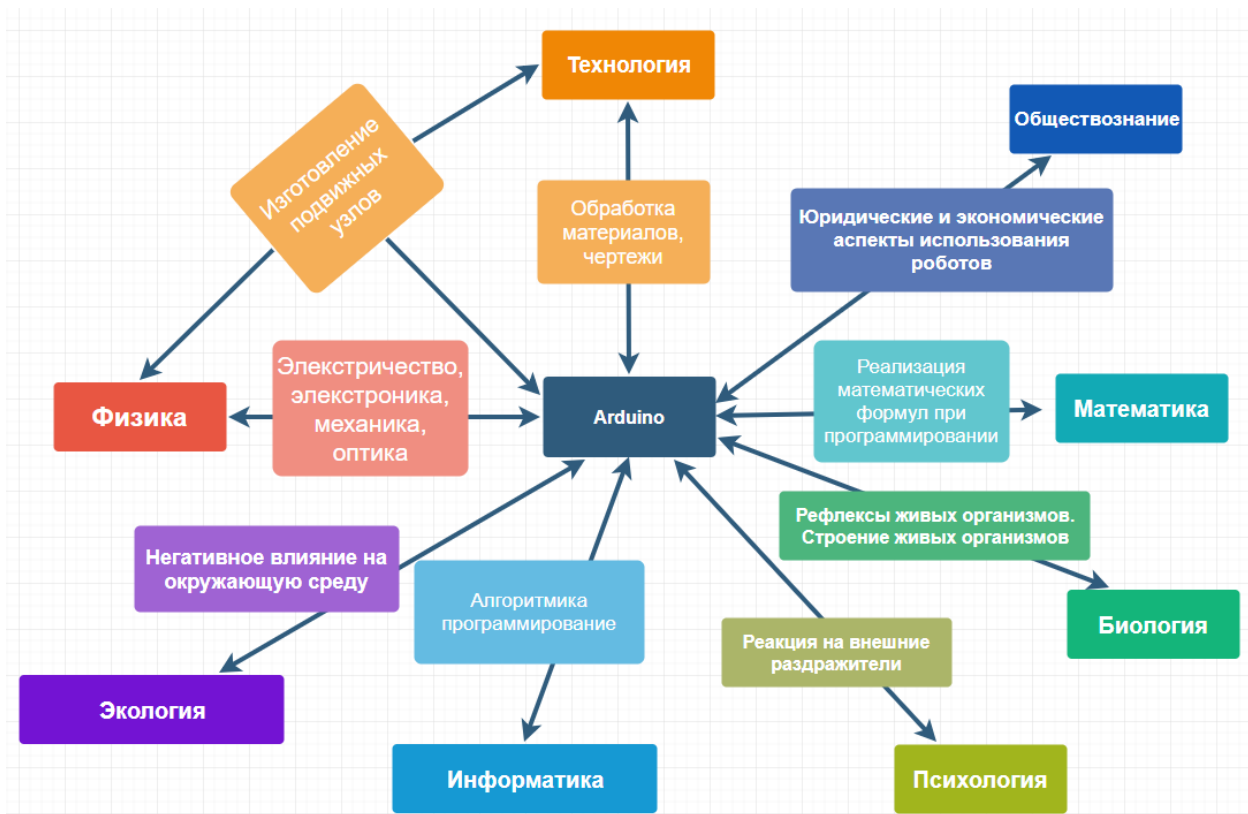 Технология
Обществознание
Изготовление
подвижных
узлов
Обработка
материалов,
чертежи
Юридические и экономические
аспекты использования
роботов
Физика
Элекстричество,
элекстроника,
механика,
оптика
Arduino
Реализация
математических
формул при
программировании
Математика
Рефлексы живых организмов.
Строение живых организмов
Негативное влияние на
окружающую среду
Алгоритмика
программирование
Реакция на внешние
раздражители
Биология
Экология
Информатика
Психология